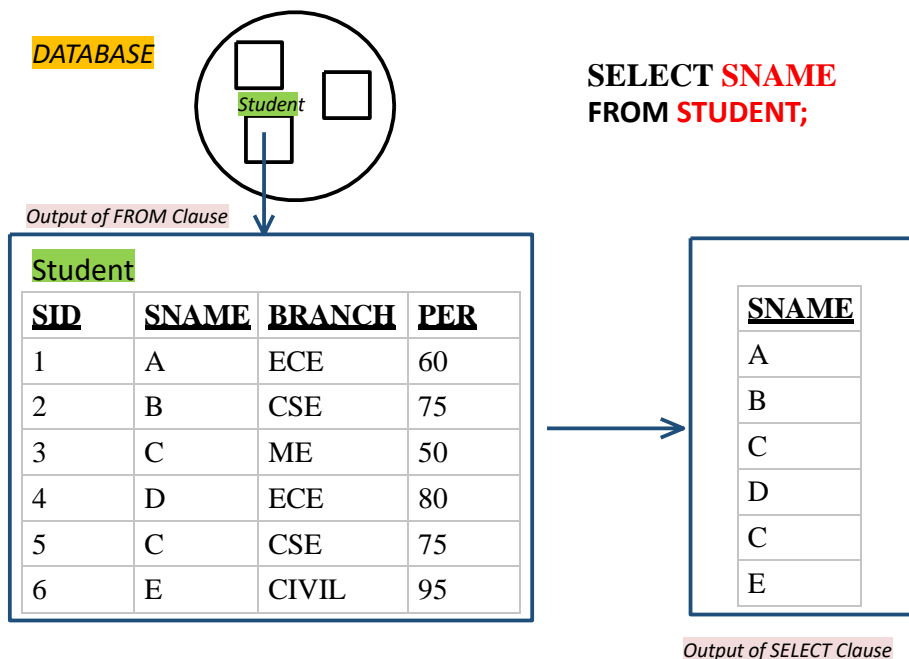 DATABASE
SELECT SNAME
FROM STUDENT;
Student
Output of FROM Clause
Student
SID SNAME BRANCH PER
1 A ECE 60
2 B CSE 75
3 C ME 50
4 D ECE 80
5 C CSE 75
6 E CIVIL 95
SNAME
A
B
C
D
C
E
Output of SELECT Clause